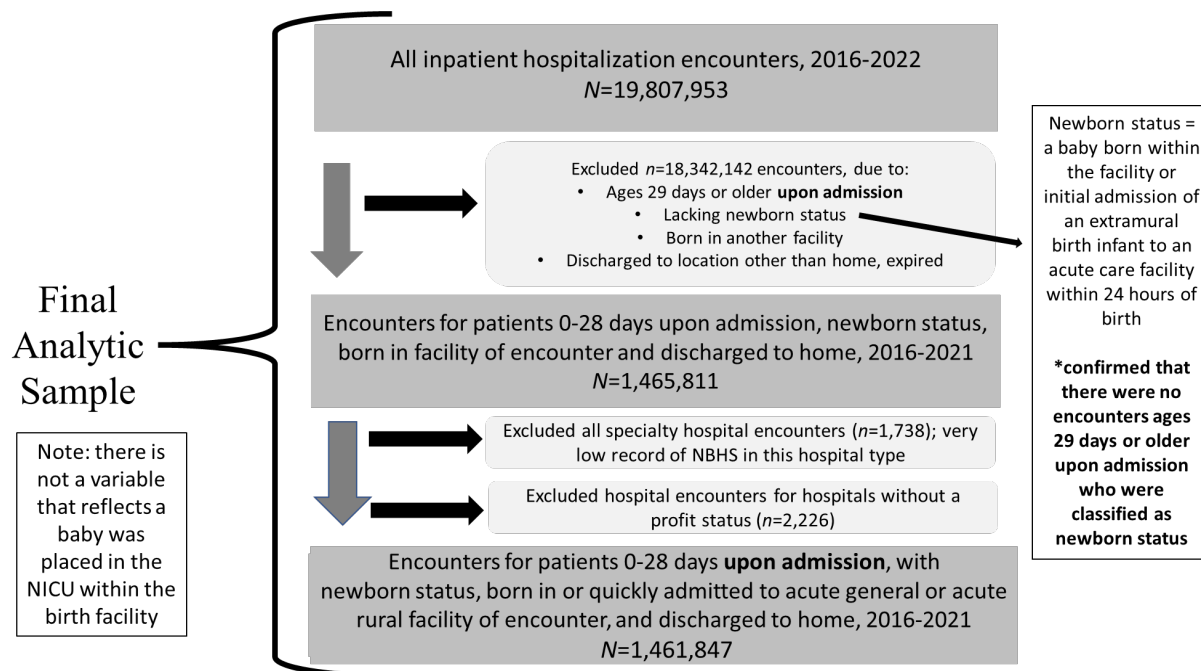 All inpatient hospitalization encounters, 2016-2022
N=19,807,953
Excluded n=18,342,142 encounters, due to:
• Ages 29 days or older upon admission
• Lacking newborn status
• Born in another facility
• Discharged to location other than home, expired
Newborn status =
a baby born within
the facility or
initial admission of
an extramural
birth infant to an
acute care facility
within 24 hours of
birth
*confirmed that
there were no
encounters ages
29 days or older
upon admission
who were
classified as
newborn status
Final
Analytic
Sample
Encounters for patients 0-28 days upon admission, newborn status,
born in facility of encounter and discharged to home, 2016-2021
N=1,465,811
Excluded all specialty hospital encounters (n=1,738); very
low record of NBHS in this hospital type
Excluded hospital encounters for hospitals without a
profit status (n=2,226)
Note: there is
not a variable
that reflects a
baby was
placed in the
NICU within the
birth facility
Encounters for patients 0-28 days upon admission, with
newborn status, born in or quickly admitted to acute general or acute
rural facility of encounter, and discharged to home, 2016-2021
N=1,461,847